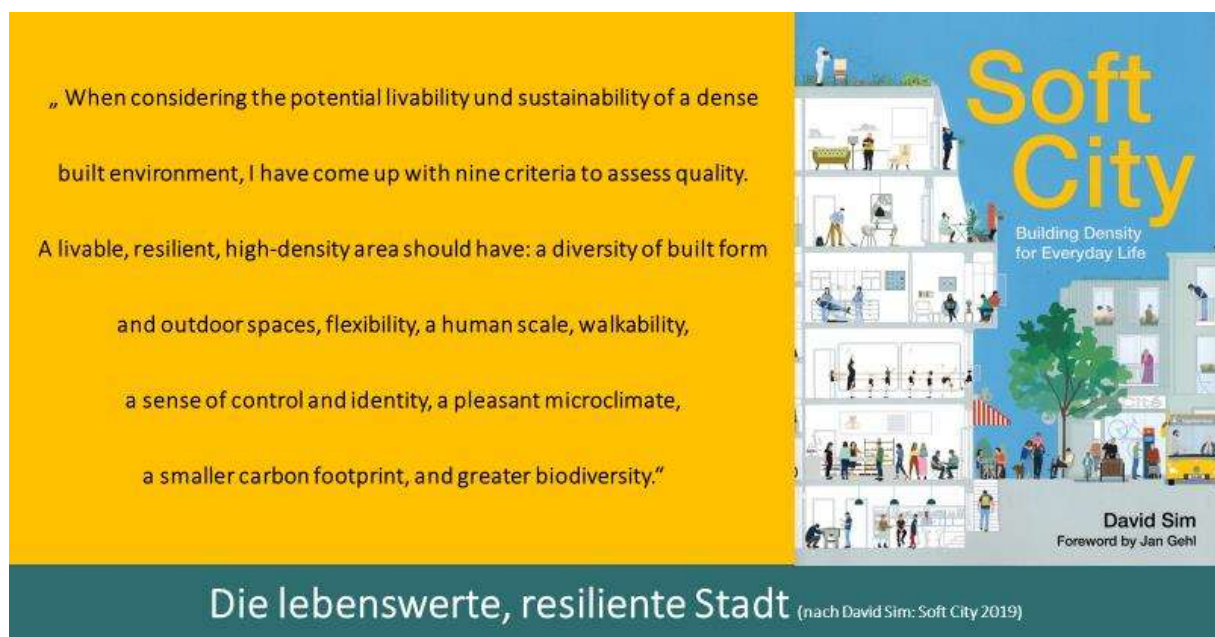 „ When considering the potential livability und sustainability of a dense
built environment, I have come up with nine criteria to assess quality.
A livable, resilient, high-density area should have: a diversity of built form
and outdoor spaces, flexibility, a human scale, walkability,
a sense of control and identity, a pleasant microclimate,
a smaller carbon footprint, and greater biodiversity.“
Soft
City
Building Density
for Everyday Life
David Sim
Foreword by Jan Gehl
Die lebenswerte, resiliente Stadt (nach David Sim: Soft City 2019)